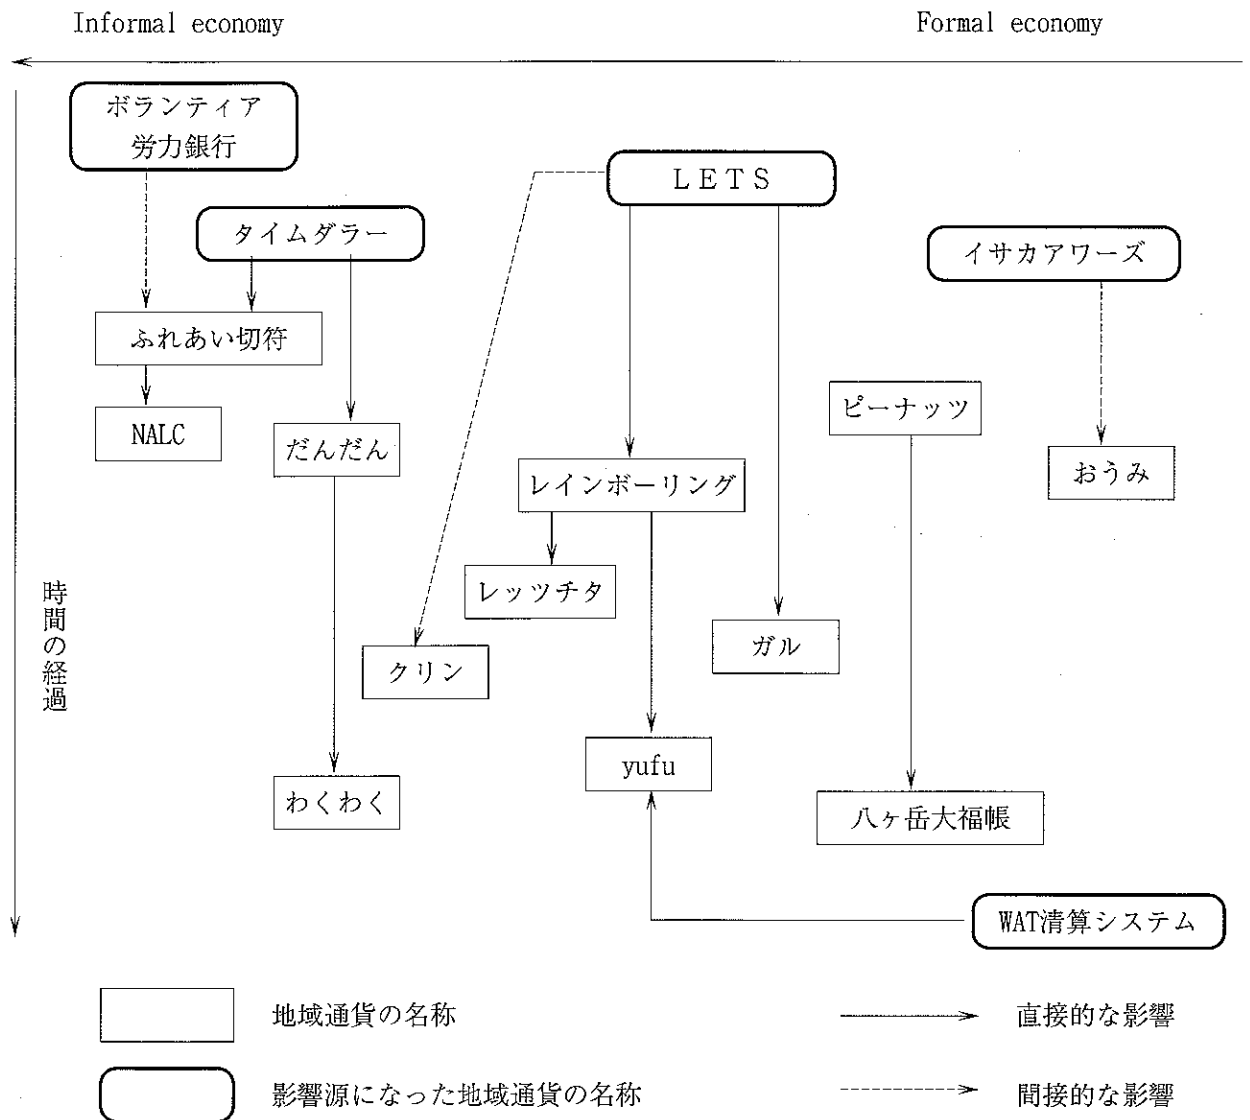 Informal economy
Formal economy
ボランティア
労力銀行
LETS
タイムダラー
イサカアワーズ
ふれあい切符
ピーナッツ
NALC
だんだん
おうみ
レインボーリング
レッツチタ
時間の経過
ガル
クリン
yufu
わくわく
八ヶ岳大福帳
WAT清算システム
地域通貨の名称
直接的な影響
影響源になった地域通貨の名称
間接的な影響